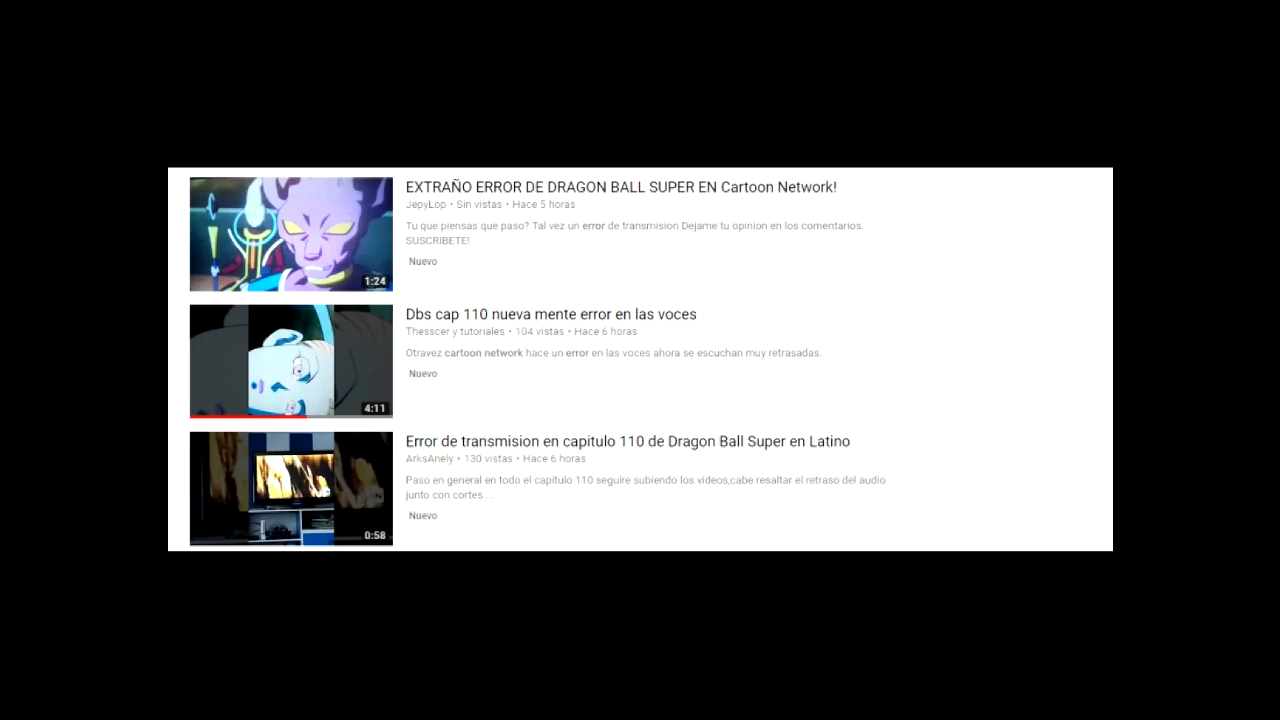 EXTRAÑO ERROR DE DRAGON BALL SUPER EN Cartoon Network!
JepyLop • Sin vistas • Hace 5 horas
Tu que piensas que paso? Tal vez un error de transmision Dejame tu opinion en los comentarios.
SUSCRIBETE!
Nuevo
1:24
Dbs cap 110 nueva mente error en las voces
Thesscer y tutoriales • 104 vistas • Hace 6 horas
Otravez cartoon network hace un error en las voces ahora se escuchan muy retrasadas.
Nuevo
4:11
Error de transmision en capitulo 110 de Dragon Ball Super en Latino
ArksAnely • 130 vistas • Hace 6 horas
Paso en general en todo el capitulo 110 seguire subiendo los videos,cabe resaltar el retraso del audio
junto con cortes ...
Nuevo
0:58